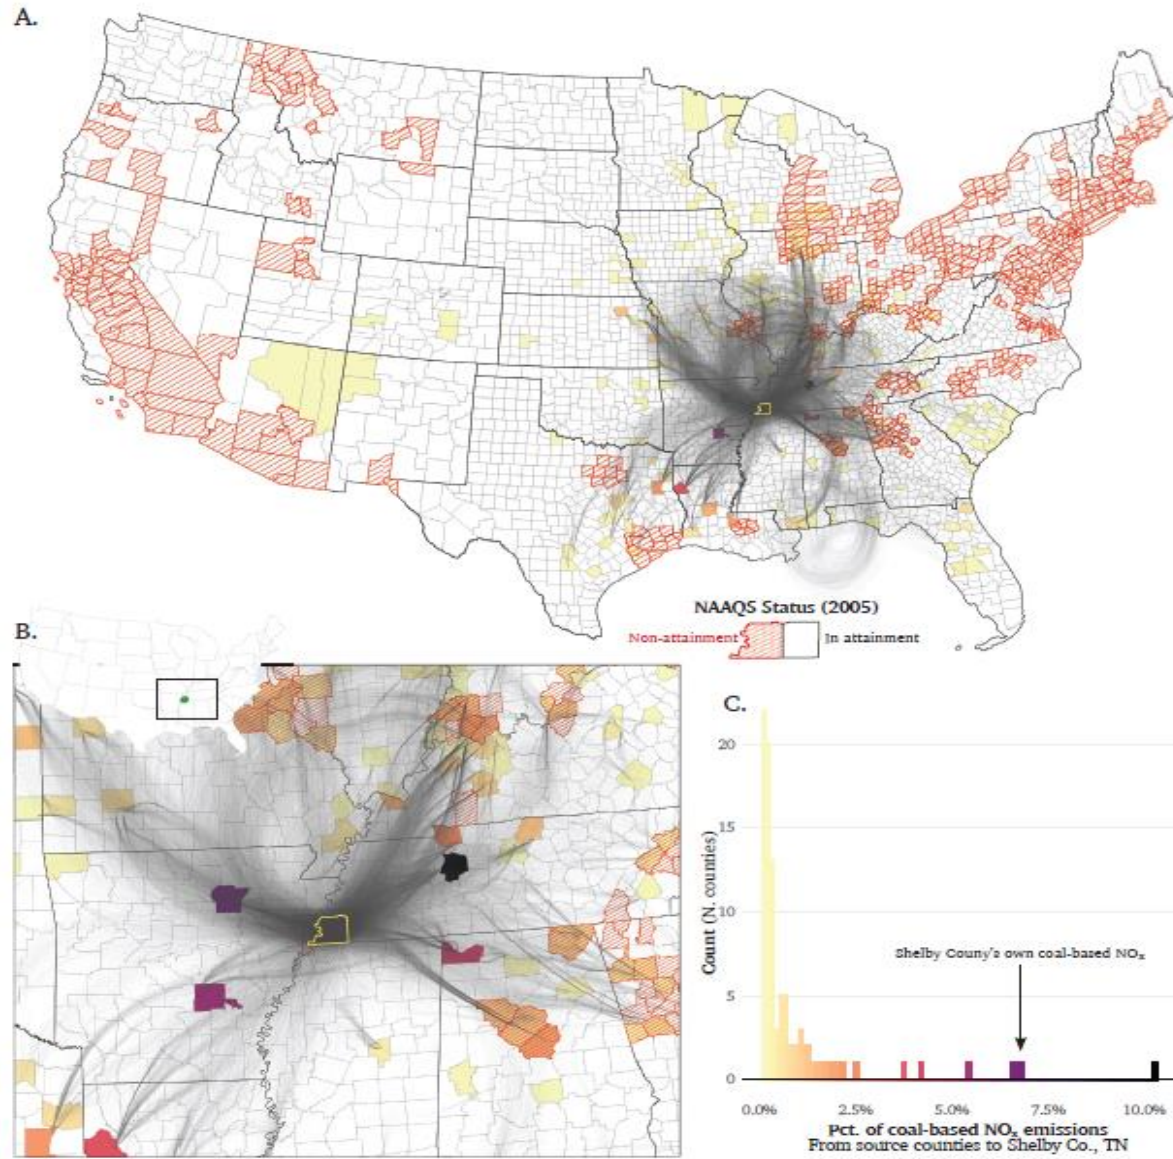 A.
NAAQS Status (2005)
Non-attainment
In attainment
B.
C.
Count (N. counties)
20
15
10
5
0
Shelby Couny's own coal-based NOₓ
0.0%
2.5%
5.0%
7.5%
10.0%
Pct. of coal-based NOₓ emissions
From source counties to Shelby Co., TN